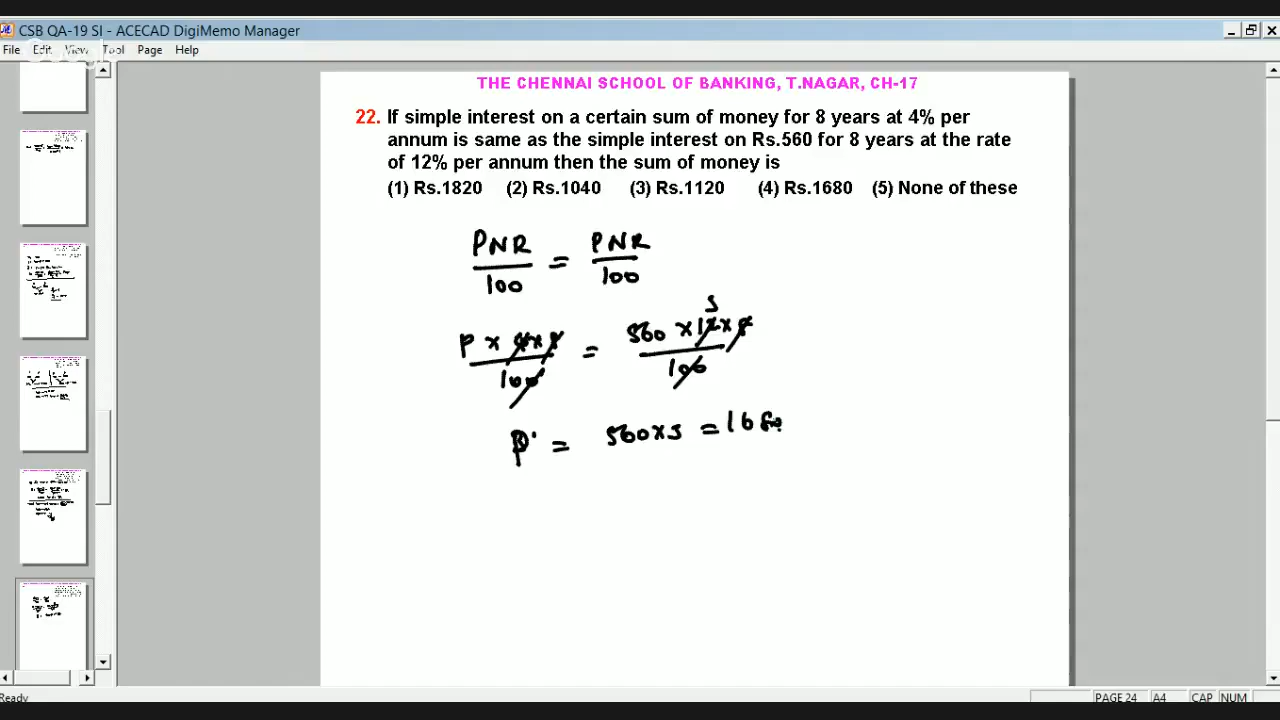 CSB QA-19 SI - ACECAD DigiMemo Manager
File Edit View Tool Page Help
THE CHENNAI SCHOOL OF BANKING, T.NAGAR, CH-17
22. If simple interest on a certain sum of money for 8 years at 4% per
annum is same as the simple interest on Rs.560 for 8 years at the rate
of 12% per annum then the sum of money is
(1) Rs.1820 (2) Rs.1040 (3) Rs.1120 (4) Rs.1680 (5) None of these
PNR/100 = PNR/100
3
P x 4 x 8/100 = 560 x 12 x 8/100
P = 560x3 = 1680
Ready PAGE 24 A4 CAP NUM